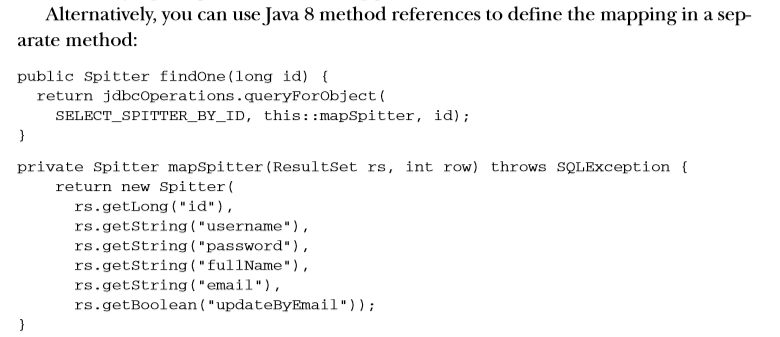 Alternatively, you can use Java 8 method references to define the mapping in a sep-
arate method:
public Spitter findOne(long id) {
  return jdbcOperations.queryForObject(
    SELECT_SPITTER_BY_ID, this::mapSpitter, id);
}
private Spitter mapSpitter(ResultSet rs, int row) throws SQLException {
    return new Spitter(
      rs.getLong("id"),
      rs.getString("username"),
      rs.getString("password"),
      rs.getString("fullName"),
      rs.getString("email"),
      rs.getBoolean("updateByEmail"));
}